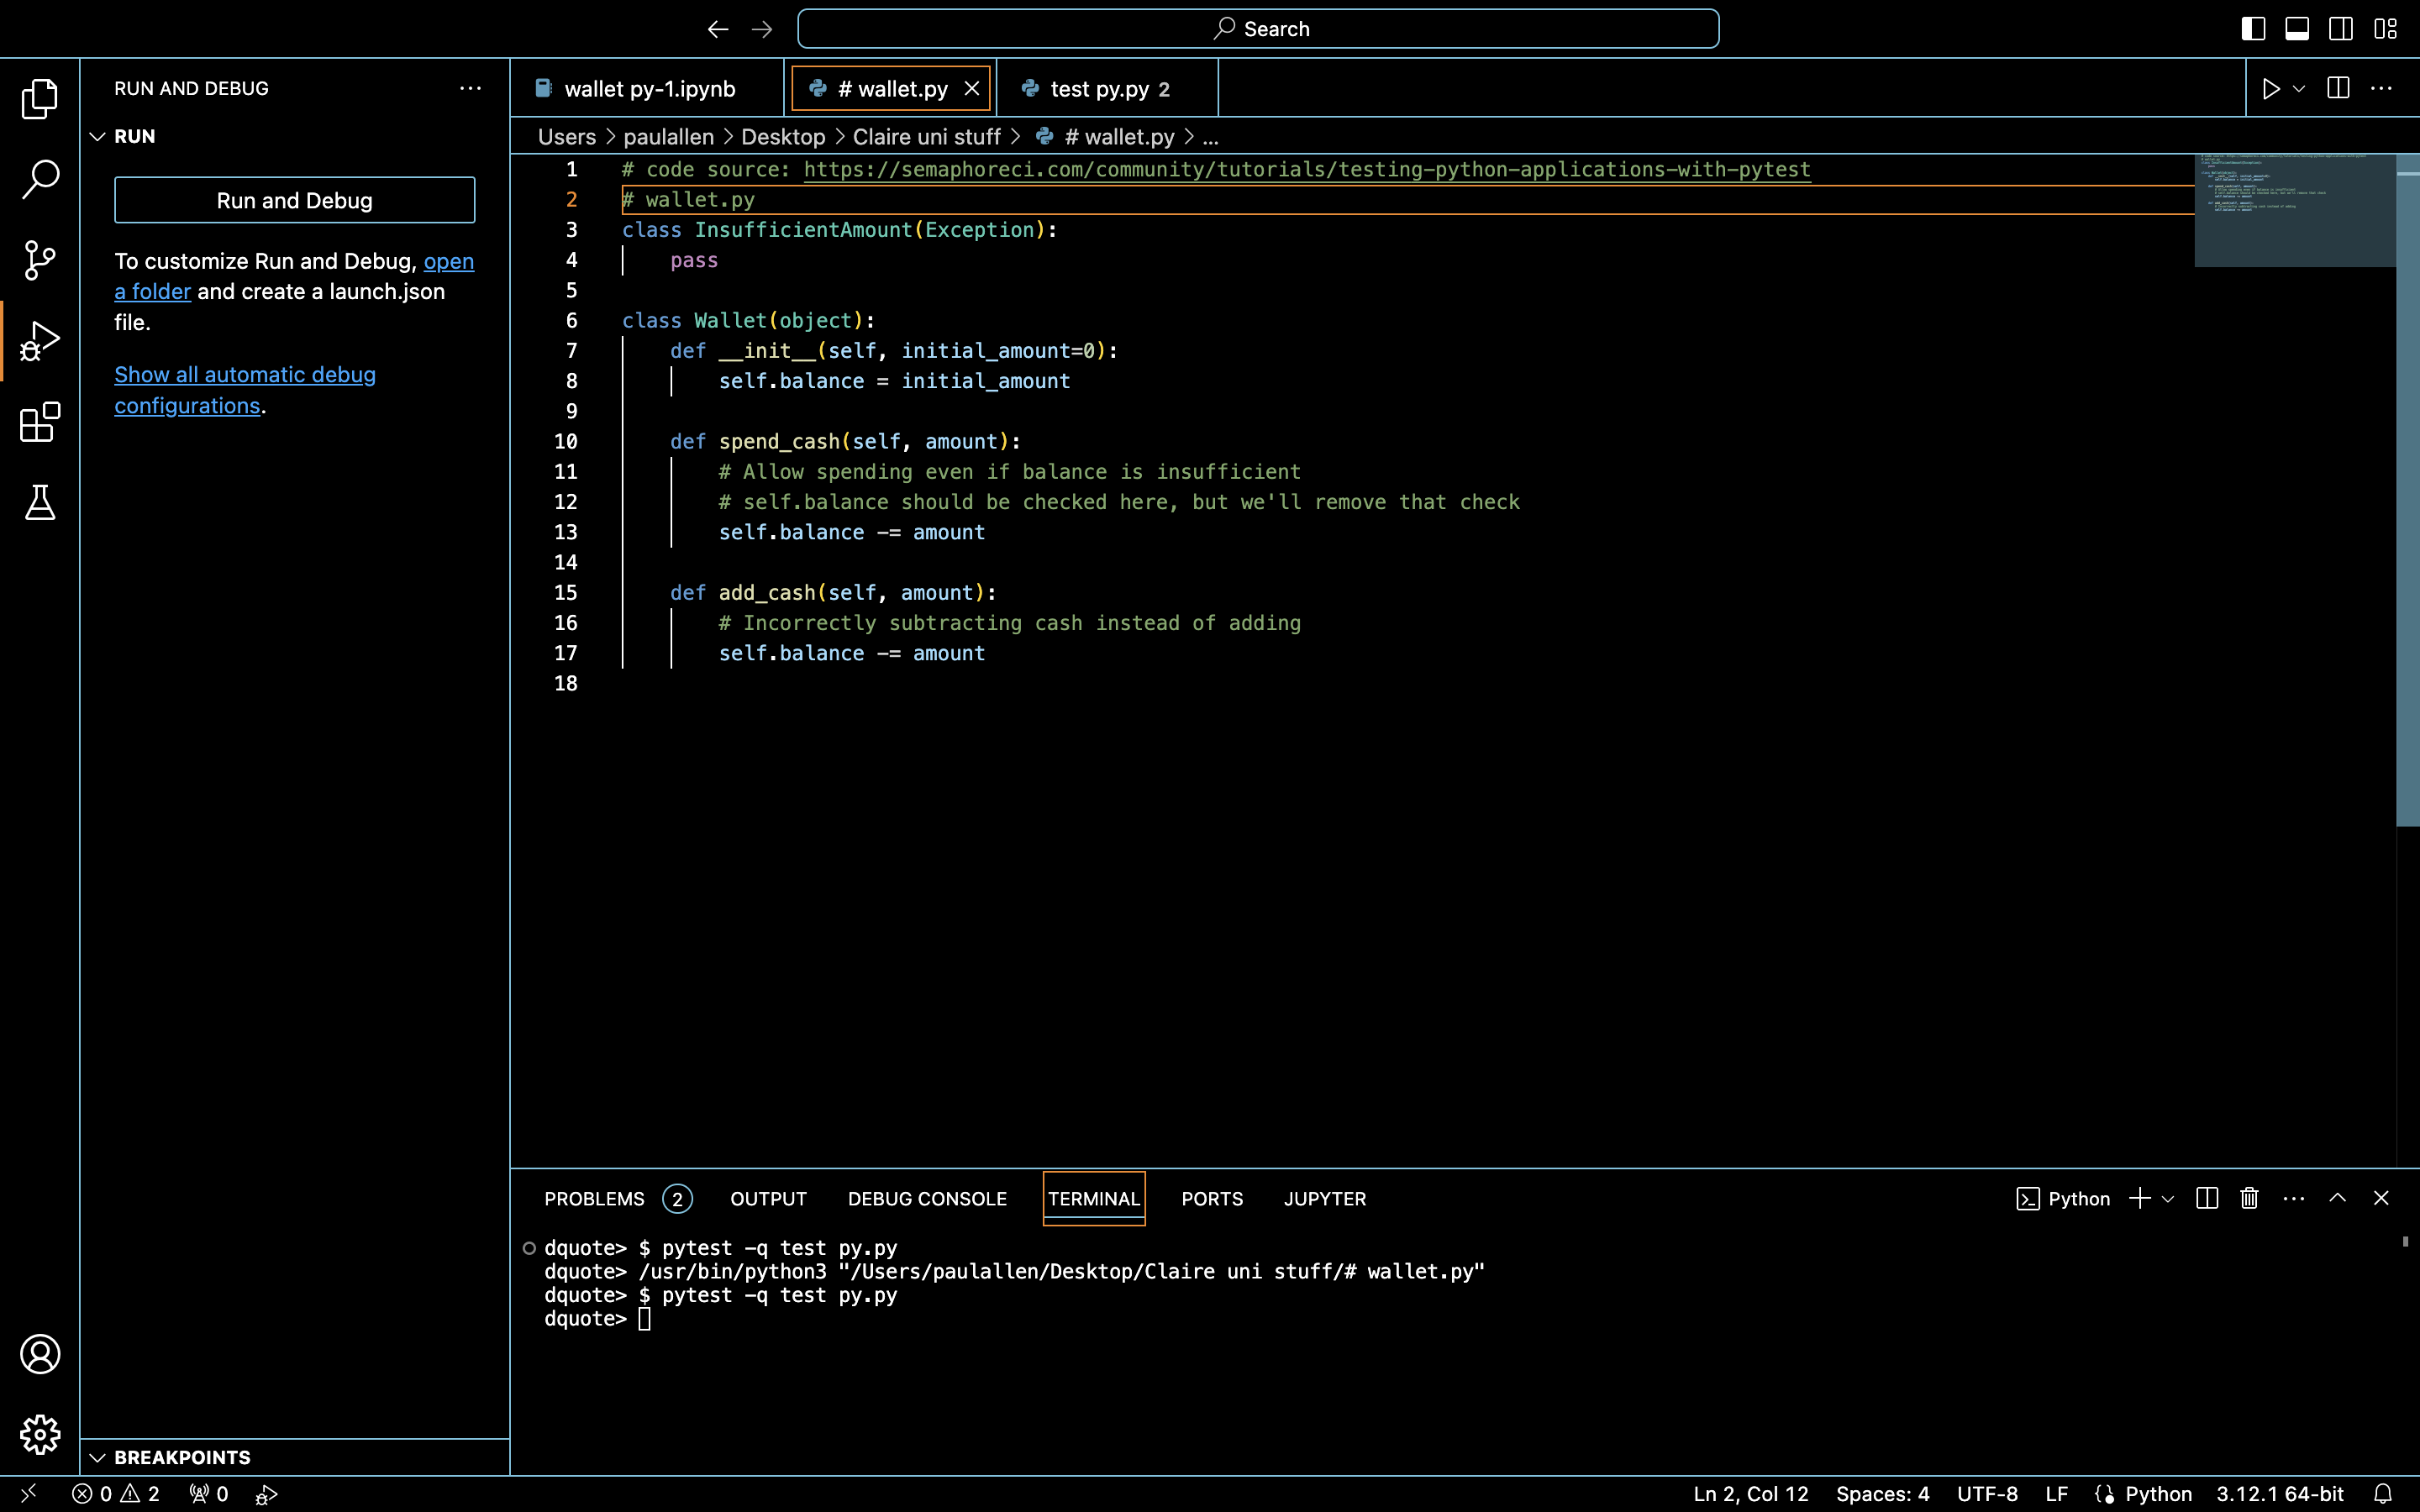 Search
RUN AND DEBUG
RUN
Run and Debug
To customize Run and Debug, open
a folder and create a launch.json
file.
Show all automatic debug
configurations.
BREAKPOINTS
wallet py-1.ipynb
# wallet.py
test py.py 2
Users > paulallen > Desktop > Claire uni stuff > # wallet.py > ...
1 # code source: https://semaphoreci.com/community/tutorials/testing-python-applications-with-pytest
2 # wallet.py
3 class InsufficientAmount(Exception):
4     pass
5
6 class Wallet(object):
7     def __init__(self, initial_amount=0):
8         self.balance = initial_amount
9
10     def spend_cash(self, amount):
11         # Allow spending even if balance is insufficient
12         # self.balance should be checked here, but we'll remove that check
13         self.balance -= amount
14
15     def add_cash(self, amount):
16         # Incorrectly subtracting cash instead of adding
17         self.balance -= amount
18
PROBLEMS 2 OUTPUT DEBUG CONSOLE TERMINAL PORTS JUPYTER
Python
dquote> $ pytest -q test py.py
dquote> /usr/bin/python3 "/Users/paulallen/Desktop/Claire uni stuff/# wallet.py"
dquote> $ pytest -q test py.py
dquote>
0 2 0
Ln 2, Col 12 Spaces: 4 UTF-8 LF Python 3.12.1 64-bit